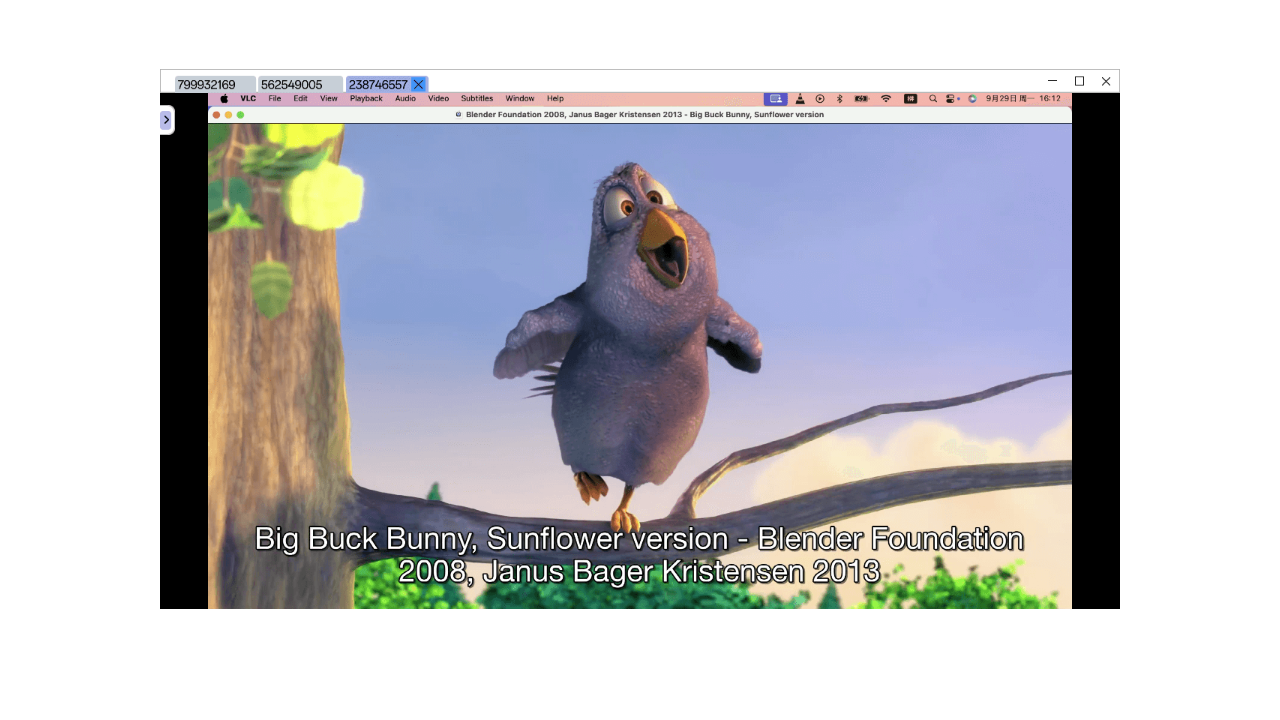 799932169 562549005 238746557
VLC File Edit View Playback Audio Video Subtitles Window Help 9月29日 周一 16:12
Blender Foundation 2008, Janus Bager Kristensen 2013 - Big Buck Bunny, Sunflower version
Big Buck Bunny, Sunflower version - Blender Foundation
2008, Janus Bager Kristensen 2013